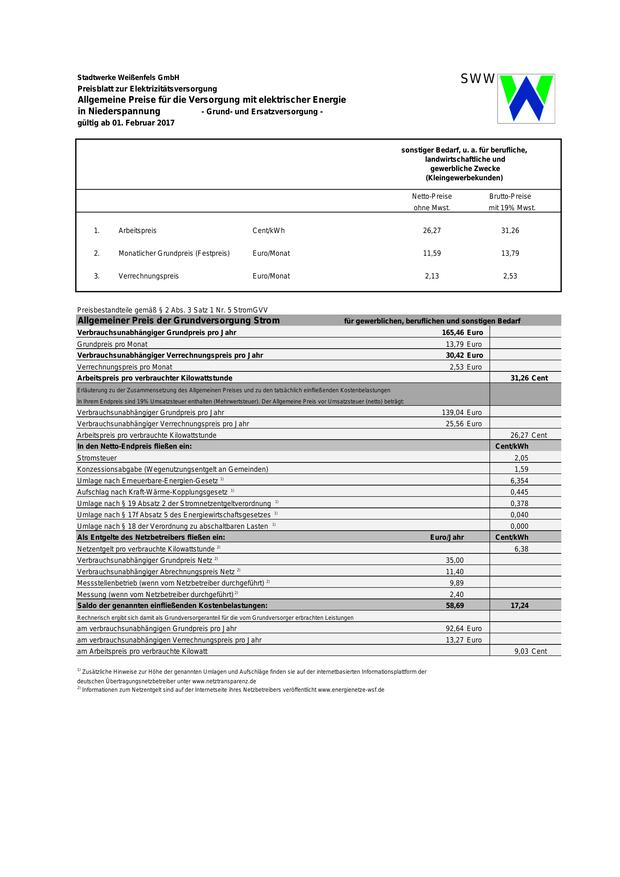 Stadtwerke Weißenfels GmbH
SWW
Preisblatt zur Elektrizitätsversorgung
Allgemeine Preise für die Versorgung mit elektrischer Energie
in Niederspannung - Grund- und Ersatzversorgung -
gültig ab 01. Februar 2017
sonstiger Bedarf, u. a. für berufliche,
landwirtschaftliche und
gewerbliche Zwecke
(Kleingewerbekunden)
Netto-Preise Brutto-Preise
ohne Mwst. mit 19% Mwst.
1. Arbeitspreis Cent/kWh 26,27 31,26
2. Monatlicher Grundpreis (Festpreis) Euro/Monat 11,59 13,79
3. Verrechnungspreis Euro/Monat 2,13 2,53
Preisbestandteile gemäß § 2 Abs. 3 Satz 1 Nr. 5 StromGVV
Allgemeiner Preis der Grundversorgung Strom für gewerblichen, beruflichen und sonstigen Bedarf
Verbrauchsunabhängiger Grundpreis pro Jahr 165,46 Euro
Grundpreis pro Monat 13,79 Euro
Verbrauchsunabhängiger Verrechnungspreis pro Jahr 30,42 Euro
Verrechnungspreis pro Monat 2,53 Euro
Arbeitspreis pro verbrauchter Kilowattstunde 31,26 Cent
Erläuterung zu der Zusammensetzung des Allgemeinen Preises und zu den tatsächlich einfließenden Kostenbelastungen
In Ihrem Endpreis sind 19% Umsatzsteuer enthalten (Mehrwertsteuer). Der Allgemeine Preis vor Umsatzsteuer (netto) beträgt:
Verbrauchsunabhängiger Grundpreis pro Jahr 139,04 Euro
Verbrauchsunabhängiger Verrechnungspreis pro Jahr 25,56 Euro
Arbeitspreis pro verbrauchte Kilowattstunde 26,27 Cent
In den Netto-Endpreis fließen ein: Cent/kWh
Stromsteuer 2,05
Konzessionsabgabe (Wegenutzungsentgelt an Gemeinden) 1,59
Umlage nach Erneuerbare-Energien-Gesetz 1) 6,354
Aufschlag nach Kraft-Wärme-Kopplungsgesetz 1) 0,445
Umlage nach § 19 Absatz 2 der Stromnetzentgeltverordnung 1) 0,378
Umlage nach § 17f Absatz 5 des Energiewirtschaftsgesetzes 1) 0,040
Umlage nach § 18 der Verordnung zu abschaltbaren Lasten 1) 0,000
Als Entgelte des Netzbetreibers fließen ein: Euro/Jahr Cent/kWh
Netzentgelt pro verbrauchte Kilowattstunde 2) 6,38
Verbrauchsunabhängiger Grundpreis Netz 2) 35,00
Verbrauchsunabhängiger Abrechnungspreis Netz 2) 11,40
Messstellenbetrieb (wenn vom Netzbetreiber durchgeführt) 2) 9,89
Messung (wenn vom Netzbetreiber durchgeführt) 2) 2,40
Saldo der genannten einfließenden Kostenbelastungen: 58,69 17,24
Rechnerisch ergibt sich damit als Grundversorgeranteil für die vom Grundversorger erbrachten Leistungen
am verbrauchsunabhängigen Grundpreis pro Jahr 92,64 Euro
am verbrauchsunabhängigen Verrechnungspreis pro Jahr 13,27 Euro
am Arbeitspreis pro verbrauchte Kilowatt 9,03 Cent
1) Zusätzliche Hinweise zur Höhe der genannten Umlagen und Aufschläge finden sie auf der internetbasierten Informationsplattform der
deutschen Übertragungsnetzbetreiber unter www.netztransparenz.de
2) Informationen zum Netzentgelt sind auf der Internetseite ihres Netzbetreibers veröffentlicht www.energienetze-wsf.de